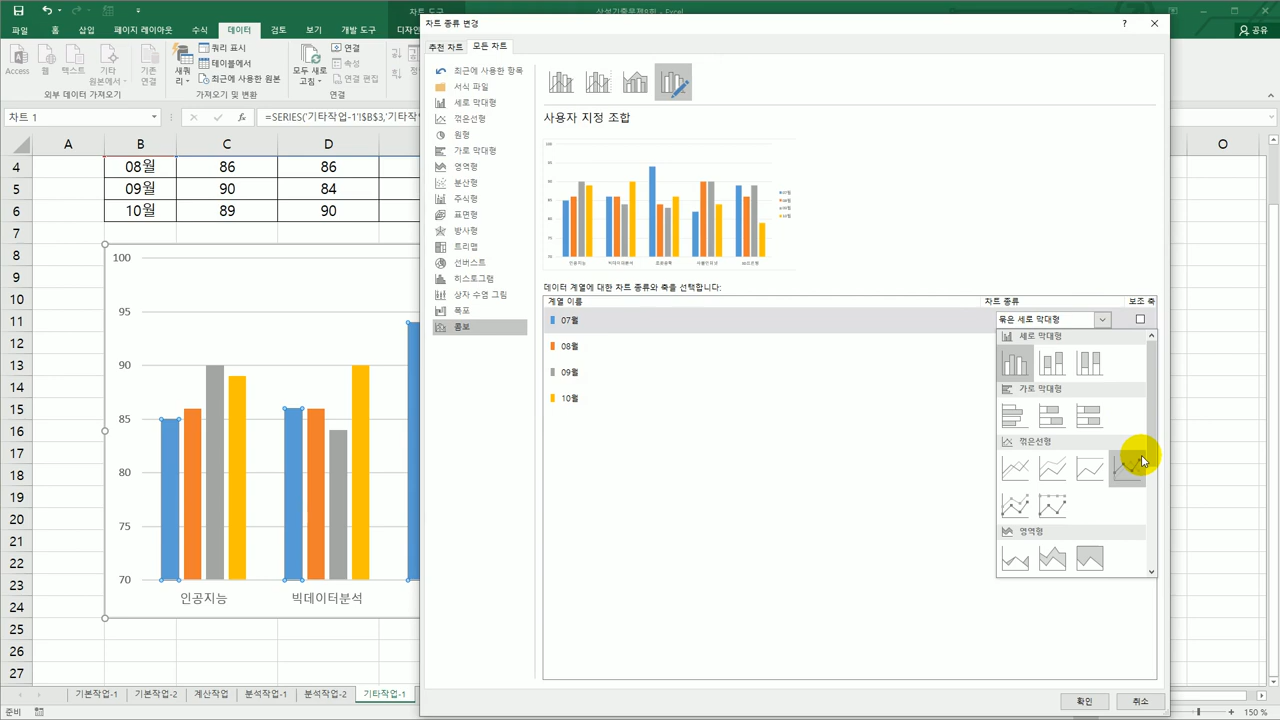 차트 도구
산성기출문제8회 - Excel
파일 홈 삽입 페이지 레이아웃 수식 데이터 검토 보기 개발 도구 디자인
공유
Access
웹
텍스트
기타 원본에서
기존 연결
외부 데이터 가져오기
새 쿼리
쿼리 표시
테이블에서
최근에 사용한 원본
가져오기 및 변환
모두 새로 고침
연결
속성
연결 편집
연결
차트 1
fx
=SERIES('기타작업-1'!$B$3,'기타작
A B C D O
4 08월 86 86
5 09월 90 84
6 10월 89 90
7
8
9
10
11
12
13
14
15
16
17
18
19
20
21
22
23
24
25
26
27
100
95
90
85
80
75
70
인공지능 빅데이터분석
기본작업-1 기본작업-2 계산작업 분석작업-1 분석작업-2 기타작업-1
준비
150 %
차트 종류 변경
추천 차트 모든 차트
최근에 사용한 항목
서식 파일
세로 막대형
꺾은선형
원형
가로 막대형
영역형
분산형
주식형
표면형
방사형
트리맵
선버스트
히스토그램
상자 수염 그림
폭포
콤보
사용자 지정 조합
데이터 계열에 대한 차트 종류와 축을 선택합니다:
계열 이름 차트 종류 보조 축
07월 묶은 세로 막대형
08월
09월
10월
세로 막대형
가로 막대형
꺾은선형
영역형
확인 취소